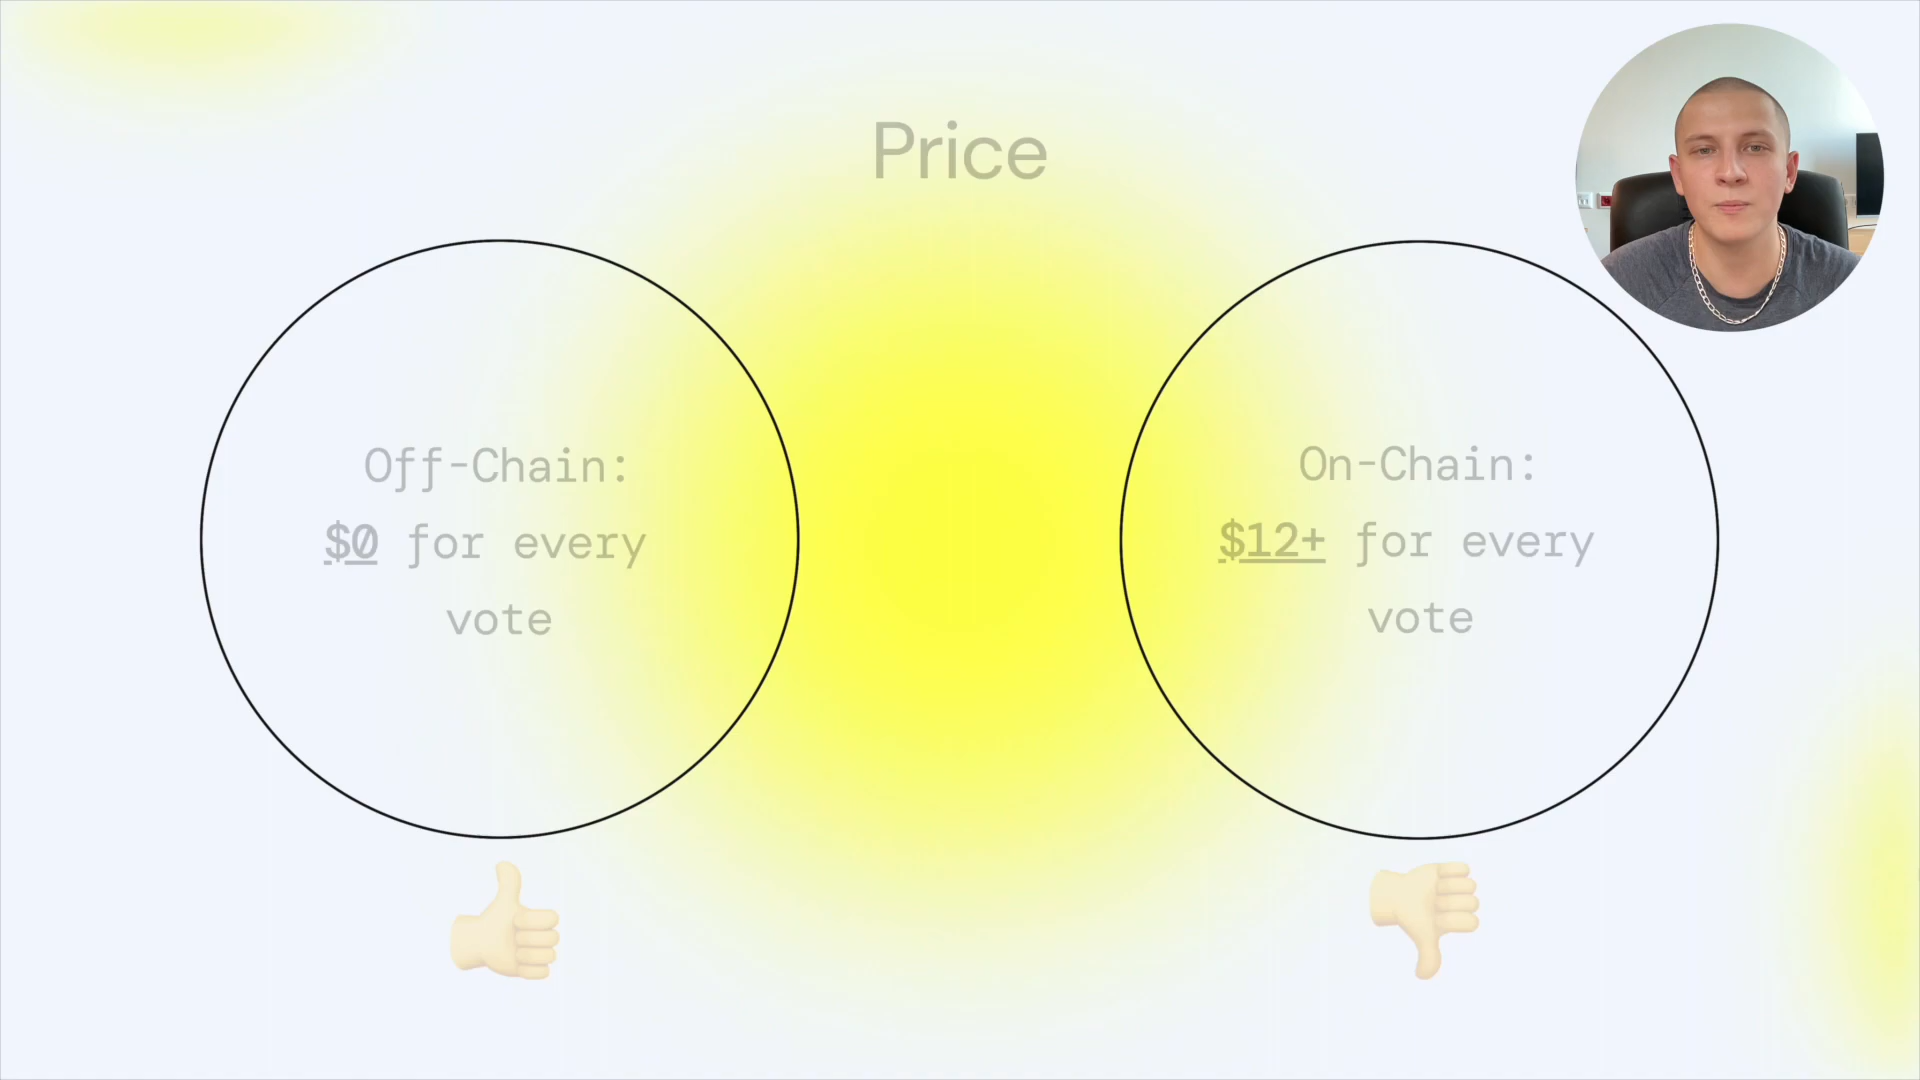 Price
Off-Chain:
$0 for every
vote
On-Chain:
$12+ for every
vote